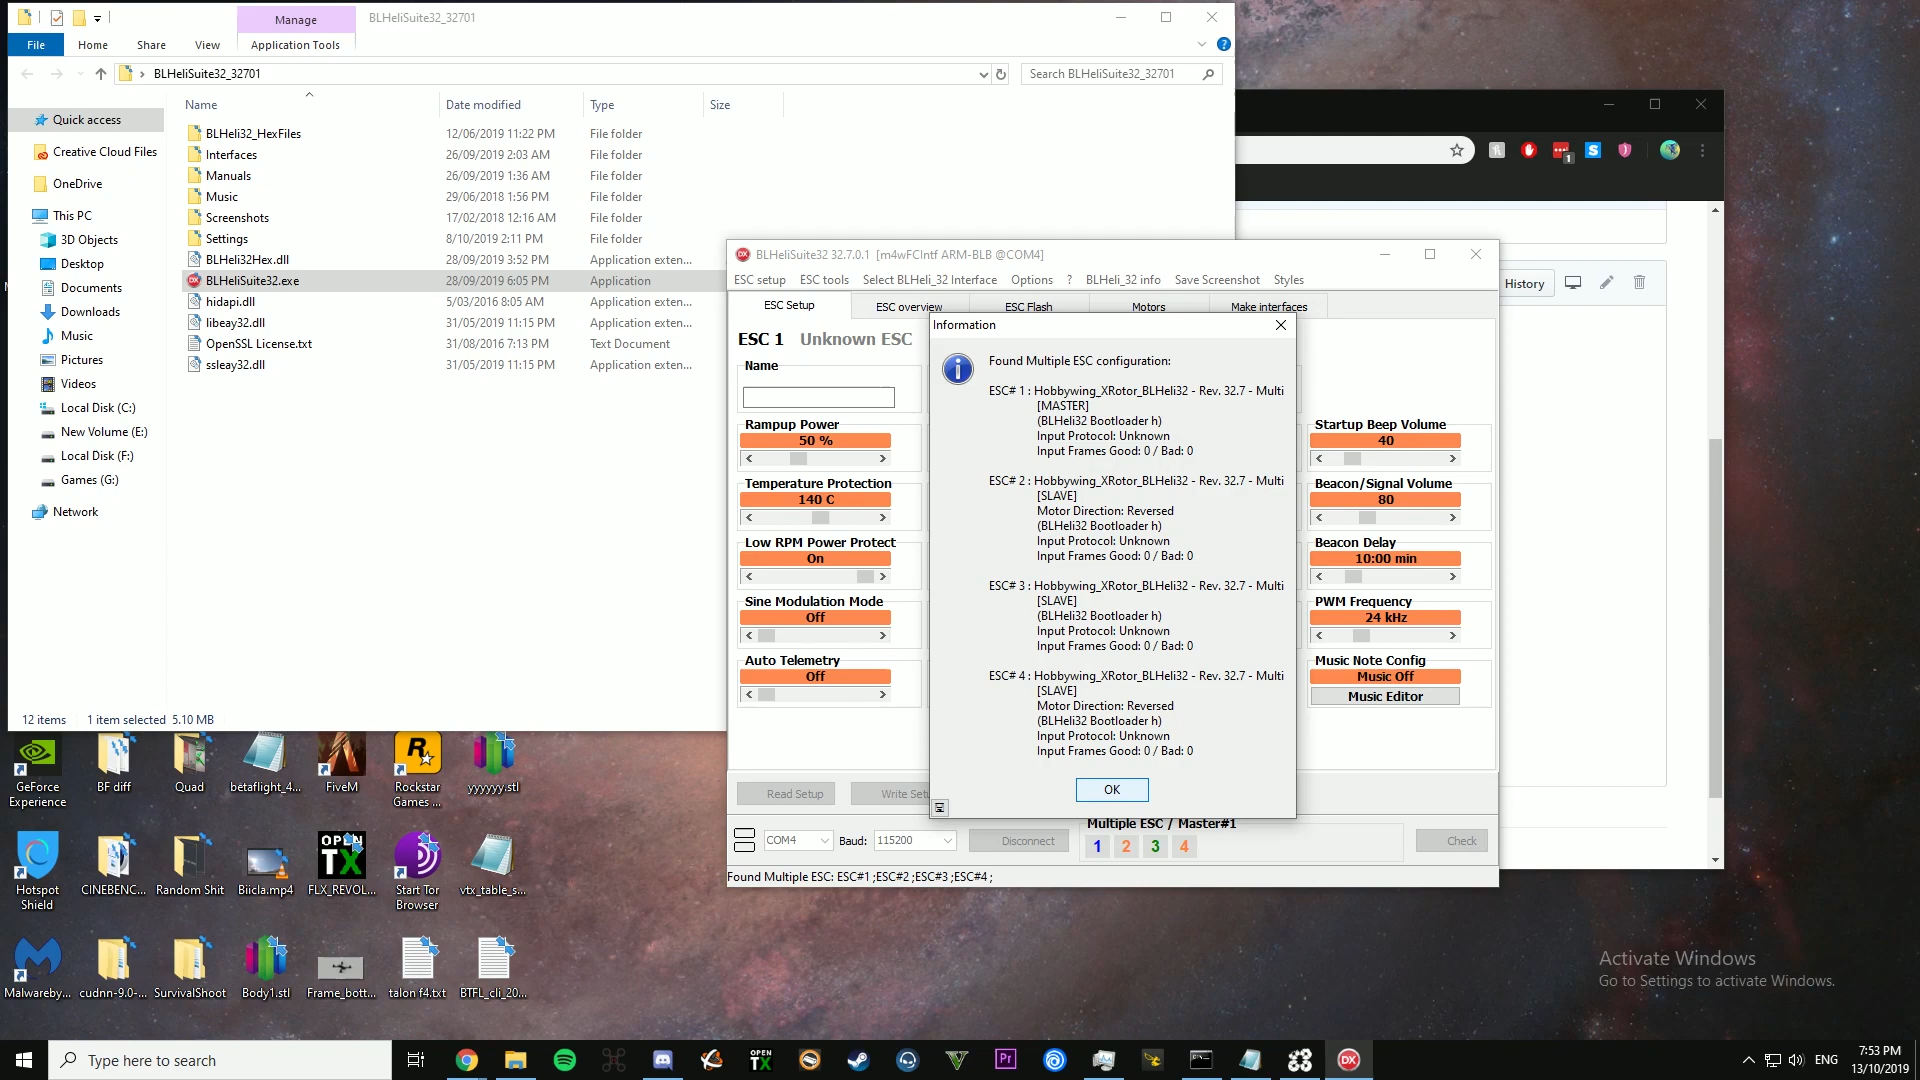 Manage
BLHeliSuite32_32701
File
Home
Share
View
Application Tools
BLHeliSuite32_32701
Search BLHeliSuite32_32701
Name
Date modified
Type
Size
Quick access
Creative Cloud Files
OneDrive
This PC
3D Objects
Desktop
Documents
Downloads
Music
Pictures
Videos
Local Disk (C:)
New Volume (E:)
Local Disk (F:)
Games (G:)
Network
BLHeli32_HexFiles 12/06/2019 11:22 PM File folder
Interfaces 26/09/2019 2:03 AM File folder
Manuals 26/09/2019 1:36 AM File folder
Music 29/06/2018 1:56 PM File folder
Screenshots 17/02/2018 12:16 AM File folder
Settings 8/10/2019 2:11 PM File folder
BLHeli32Hex.dll 28/09/2019 3:52 PM Application exten...
BLHeliSuite32.exe 28/09/2019 6:05 PM Application
hidapi.dll 5/03/2016 8:05 AM Application exten...
libeay32.dll 31/05/2019 11:15 PM Application exten...
OpenSSL License.txt 31/08/2016 7:13 PM Text Document
ssleay32.dll 31/05/2019 11:15 PM Application exten...
12 items 1 item selected 5.10 MB
History
BLHeliSuite32 32.7.0.1 [m4wFCIntf ARM-BLB @COM4]
ESC setup
ESC tools
Select BLHeli_32 Interface
Options
?
BLHeli_32 info
Save Screenshot
Styles
ESC Setup
ESC overview
ESC Flash
Motors
Make interfaces
ESC 1 Unknown ESC
Name
Rampup Power
50 %
Temperature Protection
140 C
Low RPM Power Protect
On
Sine Modulation Mode
Off
Auto Telemetry
Off
Information
Found Multiple ESC configuration:
ESC# 1 : Hobbywing_XRotor_BLHeli32 - Rev. 32.7 - Multi
[MASTER]
(BLHeli32 Bootloader h)
Input Protocol: Unknown
Input Frames Good: 0 / Bad: 0
ESC# 2 : Hobbywing_XRotor_BLHeli32 - Rev. 32.7 - Multi
[SLAVE]
Motor Direction: Reversed
(BLHeli32 Bootloader h)
Input Protocol: Unknown
Input Frames Good: 0 / Bad: 0
ESC# 3 : Hobbywing_XRotor_BLHeli32 - Rev. 32.7 - Multi
[SLAVE]
(BLHeli32 Bootloader h)
Input Protocol: Unknown
Input Frames Good: 0 / Bad: 0
ESC# 4 : Hobbywing_XRotor_BLHeli32 - Rev. 32.7 - Multi
[SLAVE]
Motor Direction: Reversed
(BLHeli32 Bootloader h)
Input Protocol: Unknown
Input Frames Good: 0 / Bad: 0
OK
Startup Beep Volume
40
Beacon/Signal Volume
80
Beacon Delay
10:00 min
PWM Frequency
24 kHz
Music Note Config
Music Off
Music Editor
Read Setup
Write Setu
COM4
Baud:
115200
Disconnect
Multiple ESC / Master#1
1 2 3 4
Check
Found Multiple ESC: ESC#1 ;ESC#2 ;ESC#3 ;ESC#4 ;
GeForce Experience
BF diff
Quad
betaflight_4...
FiveM
Rockstar Games ...
yyyyyy.stl
Hotspot Shield
CINEBENC...
Random Shit
Biicla.mp4
OPEN TX
FLX_REVOL...
Start Tor Browser
vtx_table_s...
Malwareby...
cudnn-9.0-...
SurvivalShoot
Body1.stl
Frame_bott...
talon f4.txt
BTFL_cli_20...
Activate Windows
Go to Settings to activate Windows.
Type here to search
OPEN TX
Pr
DX
ENG
7:53 PM
13/10/2019